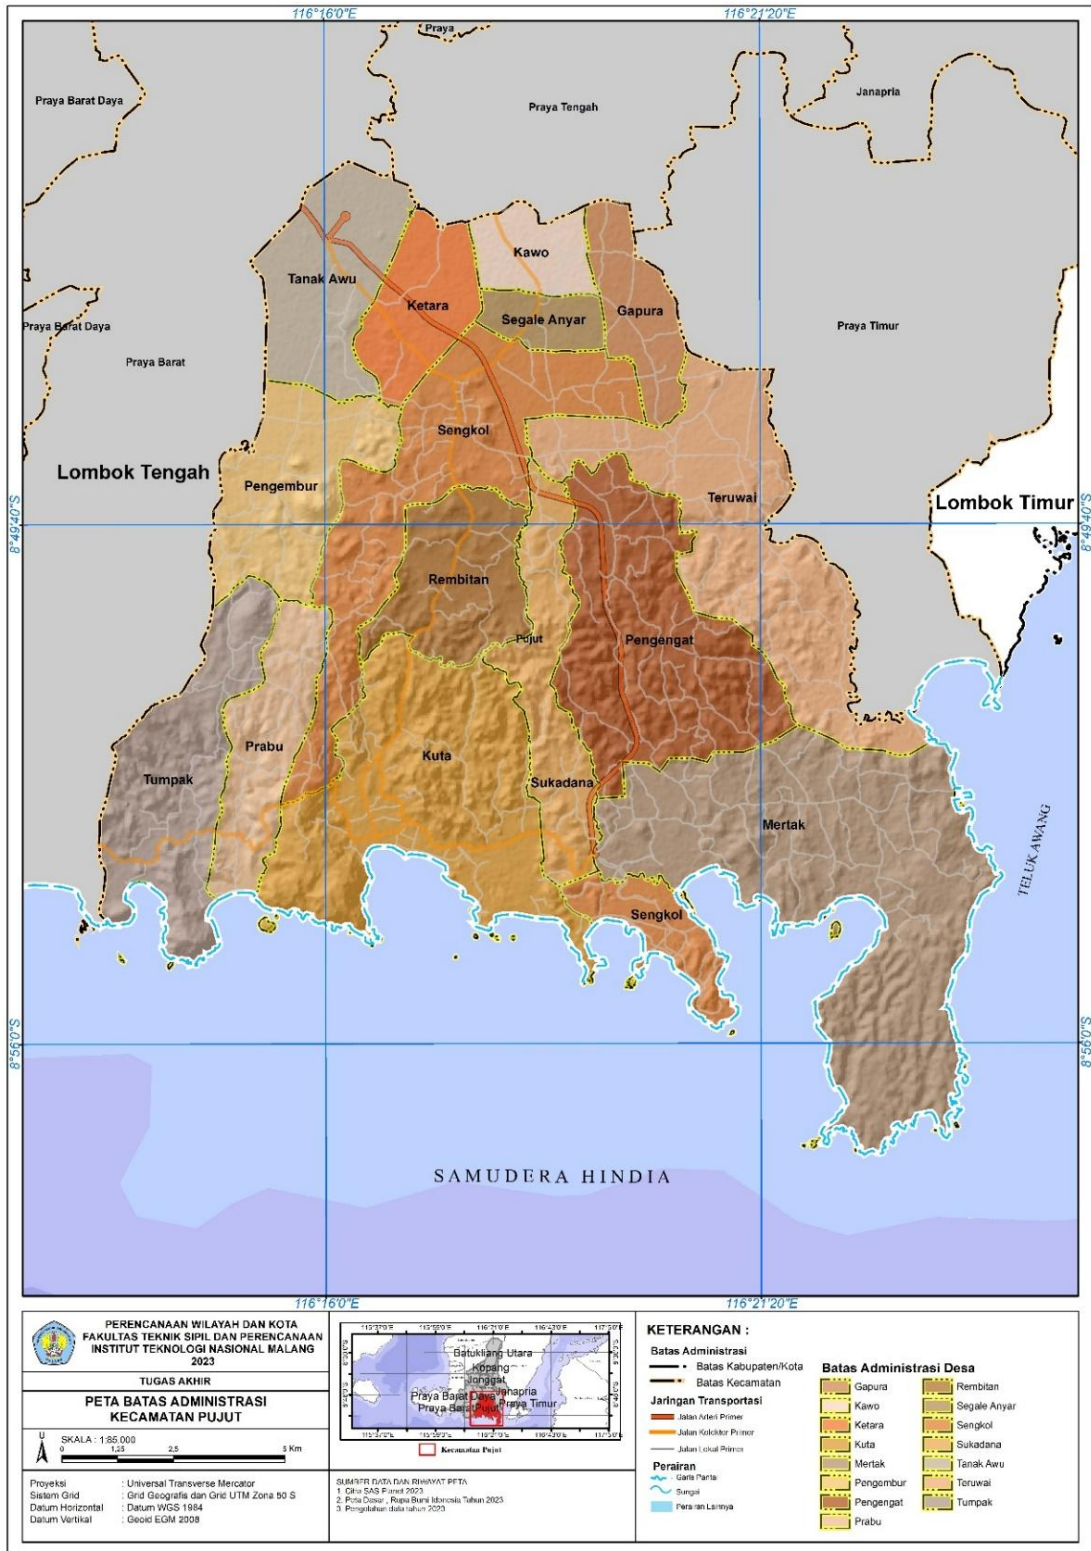 116°16'0"E 116°21'20"E
Praya
Praya Barat Daya
Praya Tengah
Janapria
Kawo
Tanak Awu
Ketara
Segale Anyar
Gapura
Praya Barat Daya
Praya Timur
Praya Barat
Sengkol
Lombok Tengah
Pengembur
Teruwai
Lombok Timur
8°49'40"S 8°49'40"S
Rembitan
Pujut
Pengengat
Prabu
Kuta
Tumpak
Sukadana
Mertak
TELUK AWANG
Sengkol
8°56'0"S 8°56'0"S
SAMUDERA HINDIA
116°16'0"E 116°21'20"E
PERENCANAAN WILAYAH DAN KOTA
FAKULTAS TEKNIK SIPIL DAN PERENCANAAN
INSTITUT TEKNOLOGI NASIONAL MALANG
2023
TUGAS AKHIR
PETA BATAS ADMINISTRASI
KECAMATAN PUJUT
U
SKALA : 1:85.000
0 1,25 2,5 5 Km
Proyeksi : Universal Transverse Mercator
Sistem Grid : Grid Geografis dan Grid UTM Zona 50 S
Datum Horizontal : Datum WGS 1984
Datum Vertikal : Geoid EGM 2008
Batukliang Utara
Kopang
Jonggat
Praya Barat Daya
Janapria
Praya Barat
Pujut
Praya Timur
Kecamatan Pujut
SUMBER DATA DAN RIWAYAT PETA
1. Citra SAS Planet 2023
2. Peta Dasar , Rupa Bumi Idonesia Tahun 2023
3. Pengolahan data tahun 2023
KETERANGAN :
Batas Administrasi
Batas Kabupaten/Kota
Batas Kecamatan
Jaringan Transportasi
Jalan Arteri Primer
Jalan Kolektor Primer
Jalan Lokal Primer
Perairan
Garis Pantai
Sungai
Perairan Lainnya
Batas Administrasi Desa
Gapura
Kawo
Ketara
Kuta
Mertak
Pengembur
Pengengat
Prabu
Rembitan
Segale Anyar
Sengkol
Sukadana
Tanak Awu
Teruwai
Tumpak